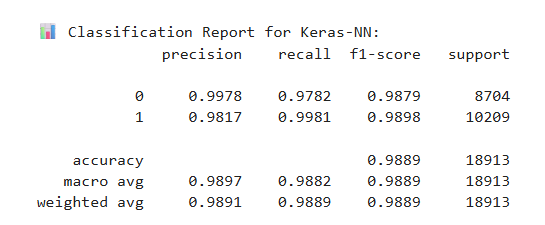 📊 Classification Report for Keras-NN:
precision recall f1-score support
0 0.9978 0.9782 0.9879 8704
1 0.9817 0.9981 0.9898 10209
accuracy 0.9889 18913
macro avg 0.9897 0.9882 0.9889 18913
weighted avg 0.9891 0.9889 0.9889 18913